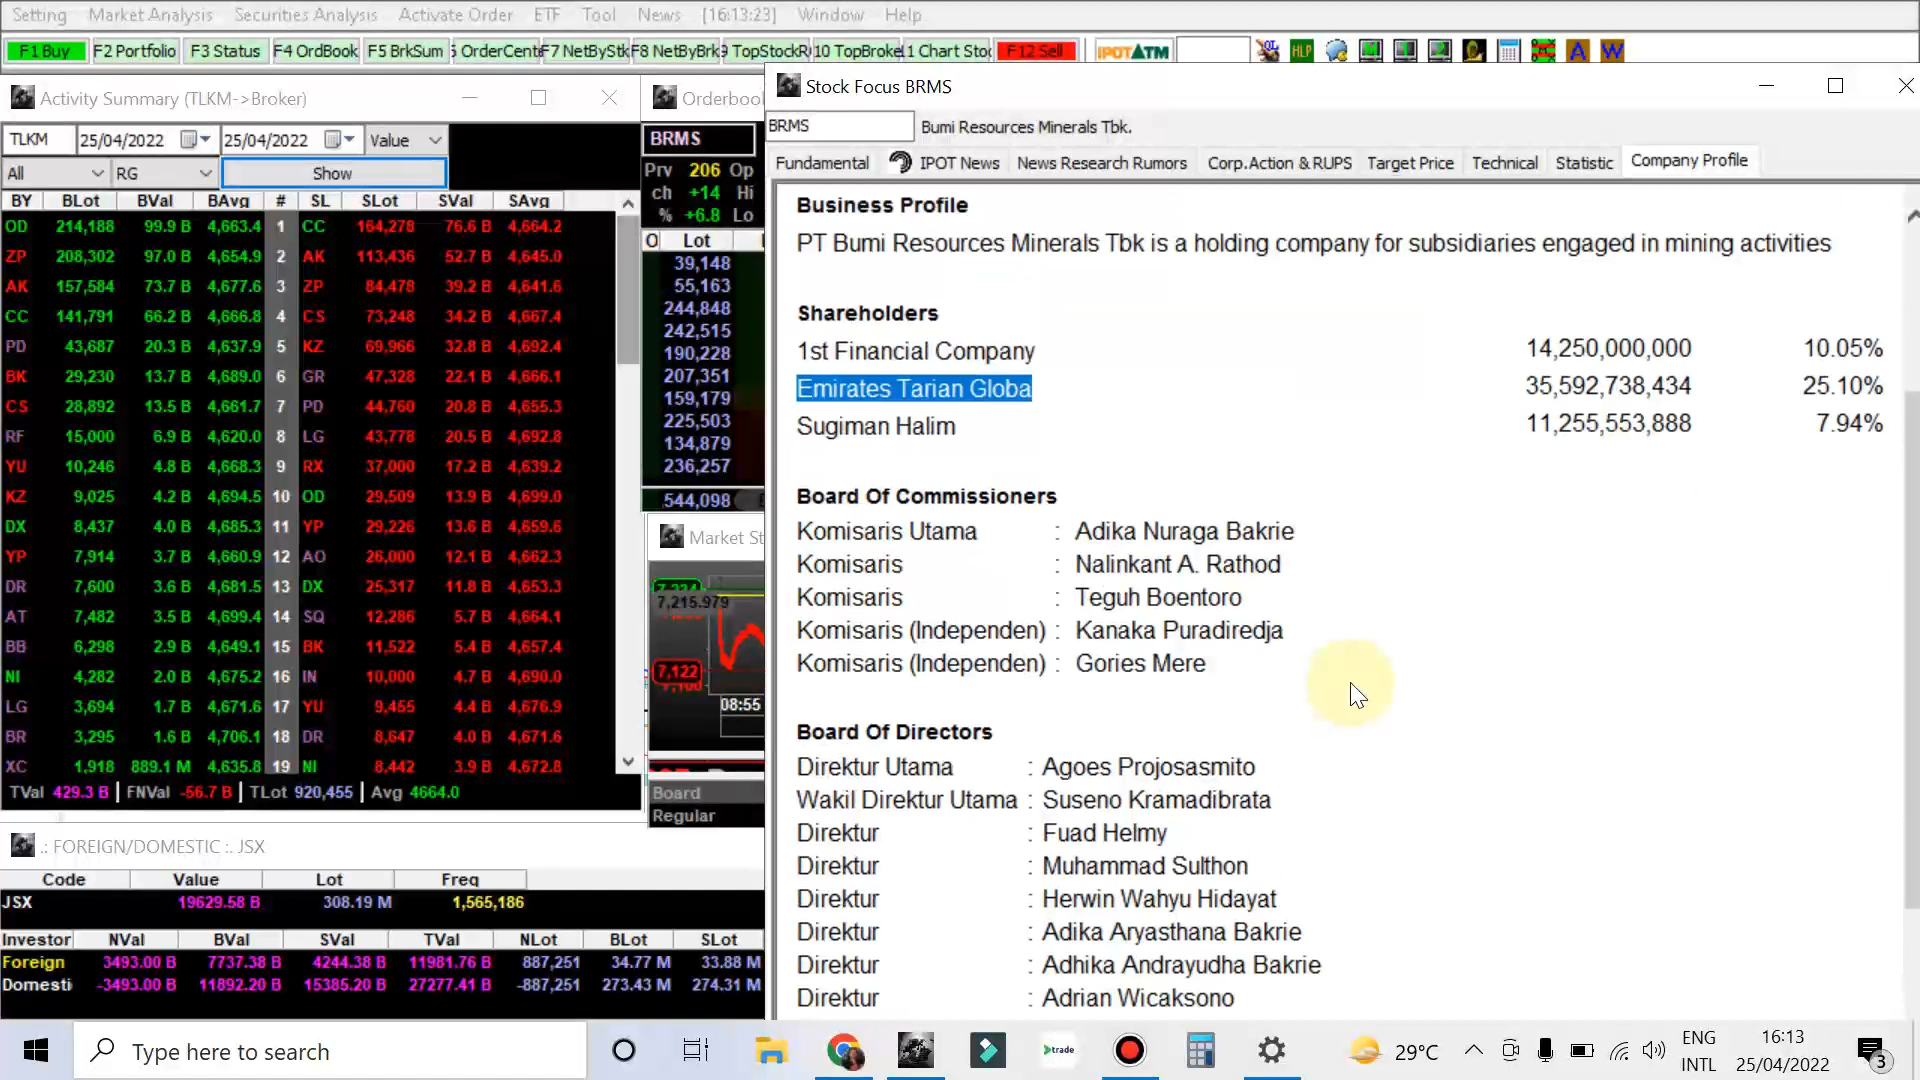 Setting Market Analysis Securities Analysis Activate Order ETF Tool News [16:13:23] Window Help
F1 Buy F2 Portfolio F3 Status F4 OrdBook F5 BrkSum OrderCent F7 NetByStk F8 NetByBrk TopStockR 10 TopBroke 1 Chart Sto F12 Sell IPOTATM QL HLP A W
Activity Summary (TLKM->Broker)
TLKM 25/04/2022 25/04/2022 Value
All RG Show
BY BLot BVal BAvg # SL SLot SVal SAvg
OD 214,188 99.9 B 4,663.4 1 CC 164,278 76.6 B 4,664.2
ZP 208,302 97.0 B 4,654.9 2 AK 113,436 52.7 B 4,645.0
AK 157,584 73.7 B 4,677.6 3 ZP 84,478 39.2 B 4,641.6
CC 141,791 66.2 B 4,666.8 4 CS 73,248 34.2 B 4,667.4
PD 43,687 20.3 B 4,637.9 5 KZ 69,966 32.8 B 4,692.4
BK 29,230 13.7 B 4,689.0 6 GR 47,328 22.1 B 4,666.1
CS 28,892 13.5 B 4,661.7 7 PD 44,760 20.8 B 4,655.3
RF 15,000 6.9 B 4,620.0 8 LG 43,778 20.5 B 4,692.8
YU 10,246 4.8 B 4,668.3 9 RX 37,000 17.2 B 4,639.2
KZ 9,025 4.2 B 4,694.5 10 OD 29,509 13.9 B 4,699.0
DX 8,437 4.0 B 4,685.3 11 YP 29,226 13.6 B 4,659.6
YP 7,914 3.7 B 4,660.9 12 AO 26,000 12.1 B 4,662.3
DR 7,600 3.6 B 4,681.5 13 DX 25,317 11.8 B 4,653.3
AT 7,482 3.5 B 4,699.4 14 SQ 12,286 5.7 B 4,664.1
BB 6,298 2.9 B 4,649.1 15 BK 11,522 5.4 B 4,657.4
NI 4,282 2.0 B 4,675.2 16 IN 10,000 4.7 B 4,690.0
LG 3,694 1.7 B 4,671.6 17 YU 9,455 4.4 B 4,676.9
BR 3,295 1.6 B 4,706.1 18 DR 8,647 4.0 B 4,671.6
XC 1,918 889.1 M 4,635.8 19 NI 8,442 3.9 B 4,672.8
TVal 429.3 B FNVal -56.7 B TLot 920,455 Avg 4664.0
.: FOREIGN/DOMESTIC :. JSX
Code Value Lot Freq
JSX 19629.58 B 308.19 M 1,565,186
Investor NVal BVal SVal TVal NLot BLot SLot
Foreign 3493.00 B 7737.38 B 4244.38 B 11981.76 B 887,251 34.77 M 33.88 M
Domesti -3493.00 B 11892.20 B 15385.20 B 27277.41 B -887,251 273.43 M 274.31 M
Orderbook
BRMS
Prv 206 Op
ch +14 Hi
% +6.8 Lo
O Lot
39,148
55,163
244,848
242,515
190,228
207,351
159,179
225,503
134,879
236,257
544,098
Market St
7,215.979
7,122
08:55
Board
Regular
Stock Focus BRMS
BRMS Bumi Resources Minerals Tbk.
Fundamental IPOT News News Research Rumors Corp.Action & RUPS Target Price Technical Statistic Company Profile
Business Profile
PT Bumi Resources Minerals Tbk is a holding company for subsidiaries engaged in mining activities
Shareholders
1st Financial Company 14,250,000,000 10.05%
Emirates Tarian Globa 35,592,738,434 25.10%
Sugiman Halim 11,255,553,888 7.94%
Board Of Commissioners
Komisaris Utama : Adika Nuraga Bakrie
Komisaris : Nalinkant A. Rathod
Komisaris : Teguh Boentoro
Komisaris (Independen) : Kanaka Puradiredja
Komisaris (Independen) : Gories Mere
Board Of Directors
Direktur Utama : Agoes Projosasmito
Wakil Direktur Utama : Suseno Kramadibrata
Direktur : Fuad Helmy
Direktur : Muhammad Sulthon
Direktur : Herwin Wahyu Hidayat
Direktur : Adika Aryasthana Bakrie
Direktur : Adhika Andrayudha Bakrie
Direktur : Adrian Wicaksono
Type here to search
trade
29°C
ENG
INTL
16:13
25/04/2022
3